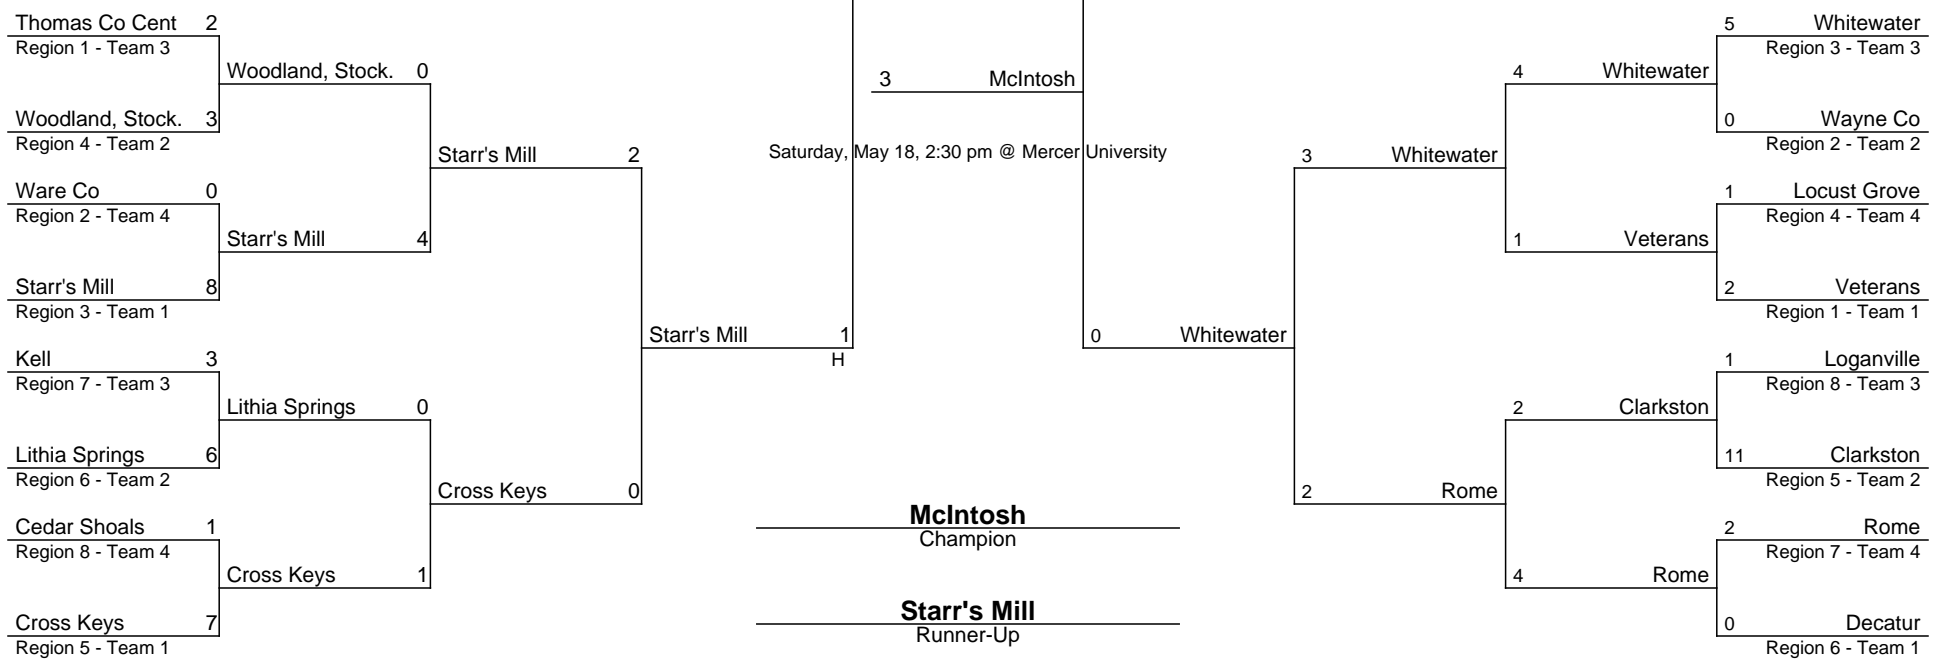 Thomas Co Cent 2
Region 1 - Team 3
Woodland, Stock. 0
Woodland, Stock. 3
Region 4 - Team 2
Starr's Mill 2
Ware Co 0
Region 2 - Team 4
Starr's Mill 4
Starr's Mill 8
Region 3 - Team 1
Starr's Mill 1
H
Kell 3
Region 7 - Team 3
Lithia Springs 0
Lithia Springs 6
Region 6 - Team 2
Cross Keys 0
Cedar Shoals 1
Region 8 - Team 4
Cross Keys 1
Cross Keys 7
Region 5 - Team 1
3 McIntosh
Saturday, May 18, 2:30 pm @ Mercer University
McIntosh
Champion
Starr's Mill
Runner-Up
5 Whitewater
Region 3 - Team 3
4 Whitewater
0 Wayne Co
Region 2 - Team 2
3 Whitewater
1 Locust Grove
Region 4 - Team 4
1 Veterans
2 Veterans
Region 1 - Team 1
0 Whitewater
1 Loganville
Region 8 - Team 3
2 Clarkston
11 Clarkston
Region 5 - Team 2
2 Rome
2 Rome
Region 7 - Team 4
4 Rome
0 Decatur
Region 6 - Team 1